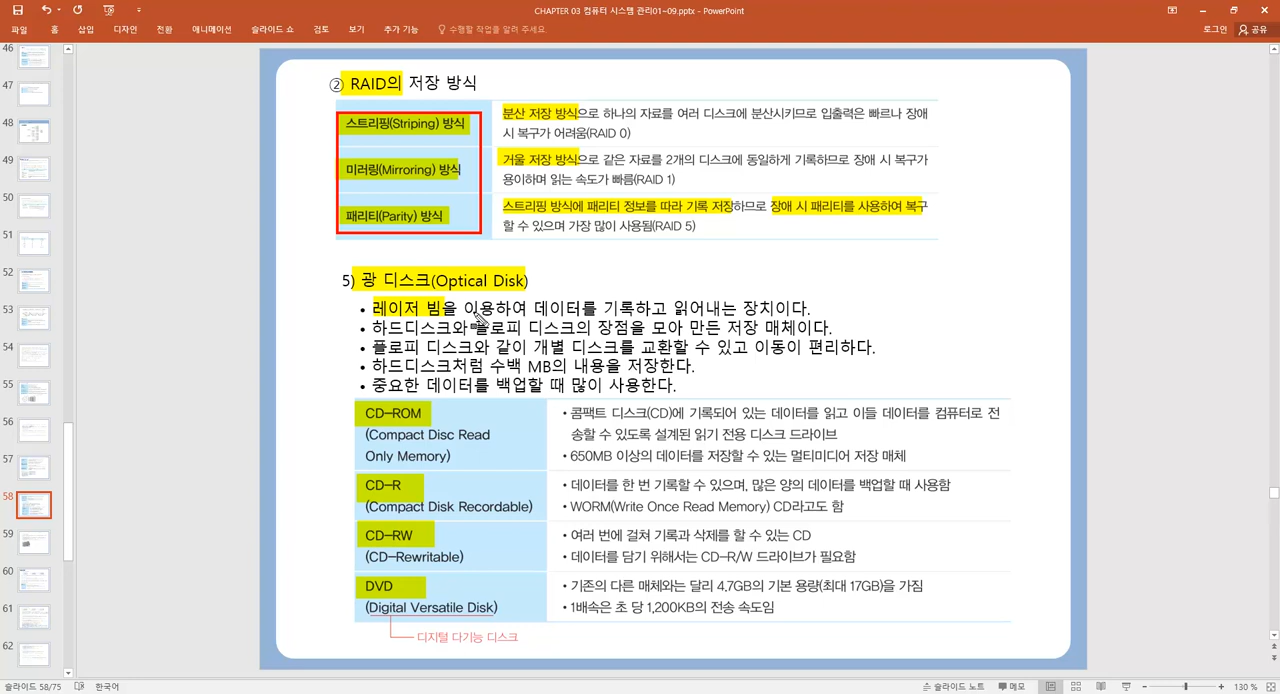 CHAPTER 03 컴퓨터 시스템 관리01~09.pptx - PowerPoint
파일 홈 삽입 디자인 전환 애니메이션 슬라이드 쇼 검토 보기 추가 기능 수행할 작업을 알려 주세요. 로그인 공유
46
47
48
49
50
51
52
53
54
55
56
57
58
59
60
61
62
② RAID의 저장 방식
스트리핑(Striping) 방식
분산 저장 방식으로 하나의 자료를 여러 디스크에 분산시키므로 입출력은 빠르나 장애
시 복구가 어려움(RAID 0)
미러링(Mirroring) 방식
거울 저장 방식으로 같은 자료를 2개의 디스크에 동일하게 기록하므로 장애 시 복구가
용이하며 읽는 속도가 빠름(RAID 1)
패리티(Parity) 방식
스트리핑 방식에 패리티 정보를 따라 기록 저장하므로 장애 시 패리티를 사용하여 복구
할 수 있으며 가장 많이 사용됨(RAID 5)
5) 광 디스크(Optical Disk)
• 레이저 빔을 이용하여 데이터를 기록하고 읽어내는 장치이다.
• 하드디스크와 플로피 디스크의 장점을 모아 만든 저장 매체이다.
• 플로피 디스크와 같이 개별 디스크를 교환할 수 있고 이동이 편리하다.
• 하드디스크처럼 수백 MB의 내용을 저장한다.
• 중요한 데이터를 백업할 때 많이 사용한다.
CD-ROM
(Compact Disc Read
Only Memory)
• 콤팩트 디스크(CD)에 기록되어 있는 데이터를 읽고 이들 데이터를 컴퓨터로 전
송할 수 있도록 설계된 읽기 전용 디스크 드라이브
• 650MB 이상의 데이터를 저장할 수 있는 멀티미디어 저장 매체
CD-R
(Compact Disk Recordable)
• 데이터를 한 번 기록할 수 있으며, 많은 양의 데이터를 백업할 때 사용함
• WORM(Write Once Read Memory) CD라고도 함
CD-RW
(CD-Rewritable)
• 여러 번에 걸쳐 기록과 삭제를 할 수 있는 CD
• 데이터를 담기 위해서는 CD-R/W 드라이브가 필요함
DVD
(Digital Versatile Disk)
• 기존의 다른 매체와는 달리 4.7GB의 기본 용량(최대 17GB)을 가짐
• 1배속은 초 당 1,200KB의 전송 속도임
디지털 다기능 디스크
슬라이드 58/75 한국어 슬라이드 노트 메모 130 %